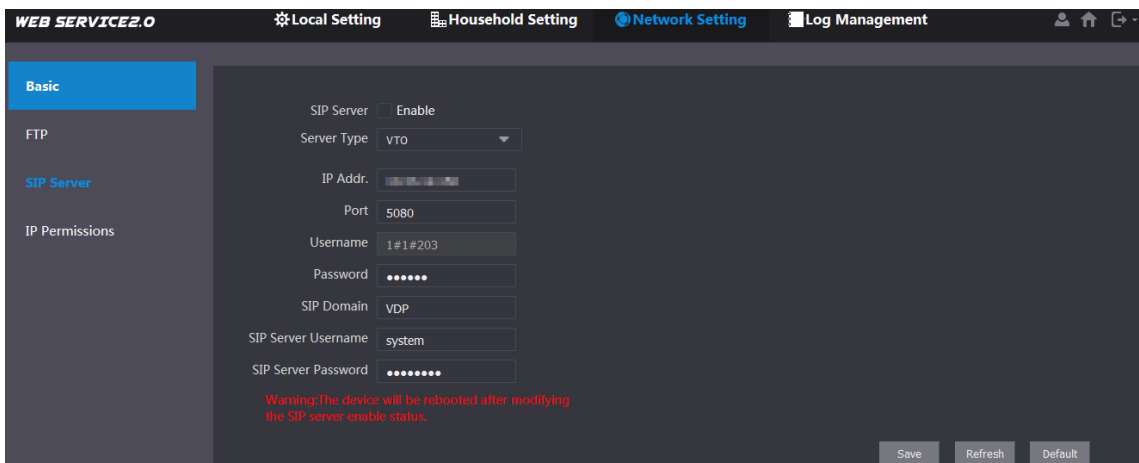 WEB SERVICE2.0
Local Setting
Household Setting
Network Setting
Log Management
Basic
FTP
SIP Server
IP Permissions
SIP Server Enable
Server Type VTO
IP Addr.
Port 5080
Username 1#1#203
Password ●●●●●●
SIP Domain VDP
SIP Server Username system
SIP Server Password ●●●●●●●●
Warning:The device will be rebooted after modifying
the SIP server enable status.
Save Refresh Default